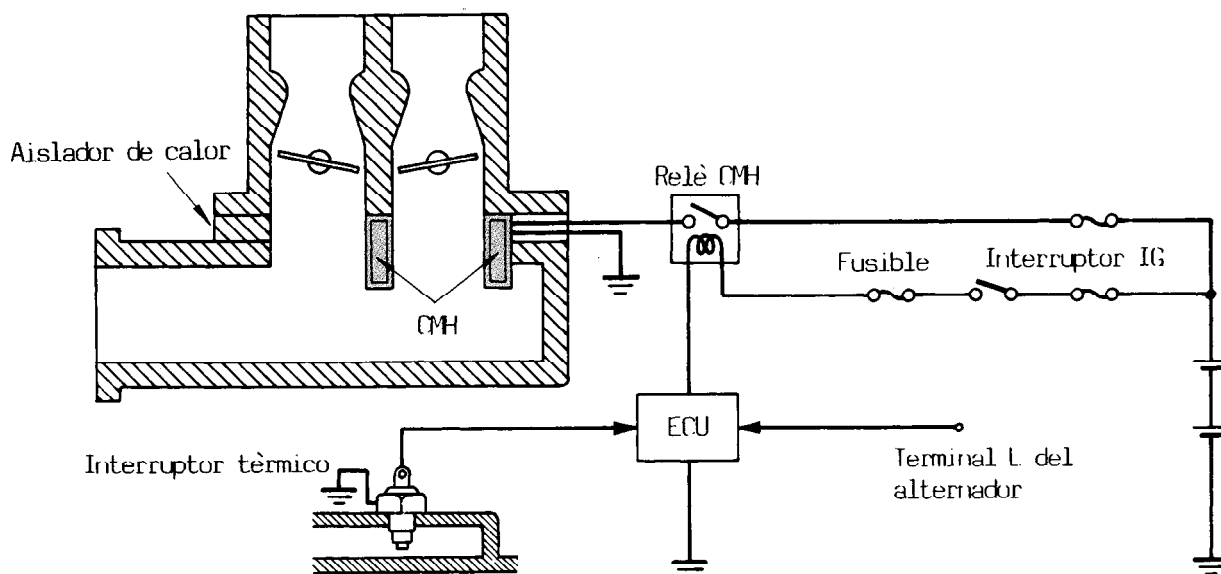 Aislador de calor
Relè CMH
Fusible
Interruptor IG
CMH
ECU
Interruptor tèrmico
Terminal L del
alternador